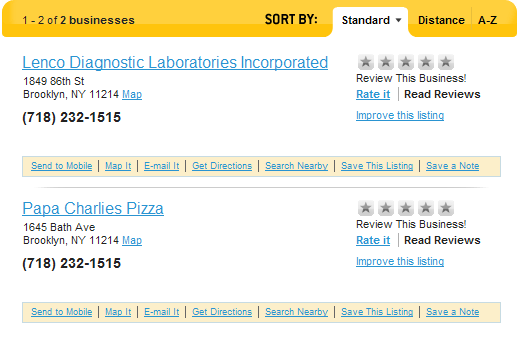 1 - 2 of 2 businesses SORT BY: Standard Distance A-Z
Lenco Diagnostic Laboratories Incorporated
1849 86th St
Brooklyn, NY 11214 Map
(718) 232-1515
Review This Business!
Rate it Read Reviews
Improve this listing
Send to Mobile Map It E-mail It Get Directions Search Nearby Save This Listing Save a Note
Papa Charlies Pizza
1645 Bath Ave
Brooklyn, NY 11214 Map
(718) 232-1515
Review This Business!
Rate it Read Reviews
Improve this listing
Send to Mobile Map It E-mail It Get Directions Search Nearby Save This Listing Save a Note